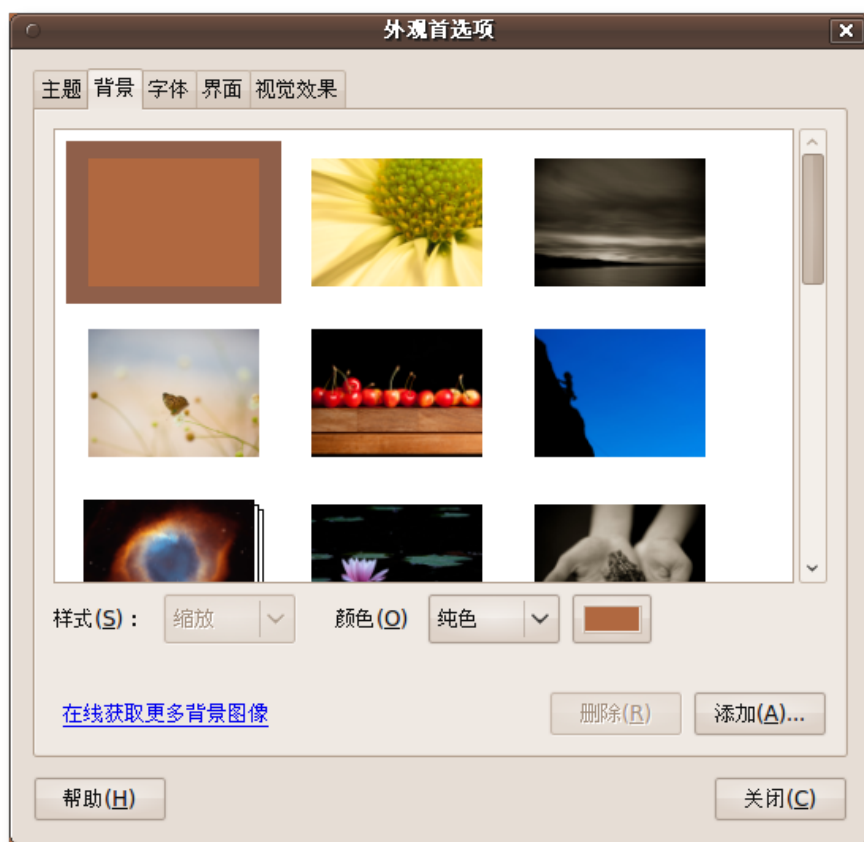 外观首选项
主题 背景 字体 界面 视觉效果
样式(S)： 缩放 颜色(O) 纯色
在线获取更多背景图像 删除(R) 添加(A)...
帮助(H) 关闭(C)